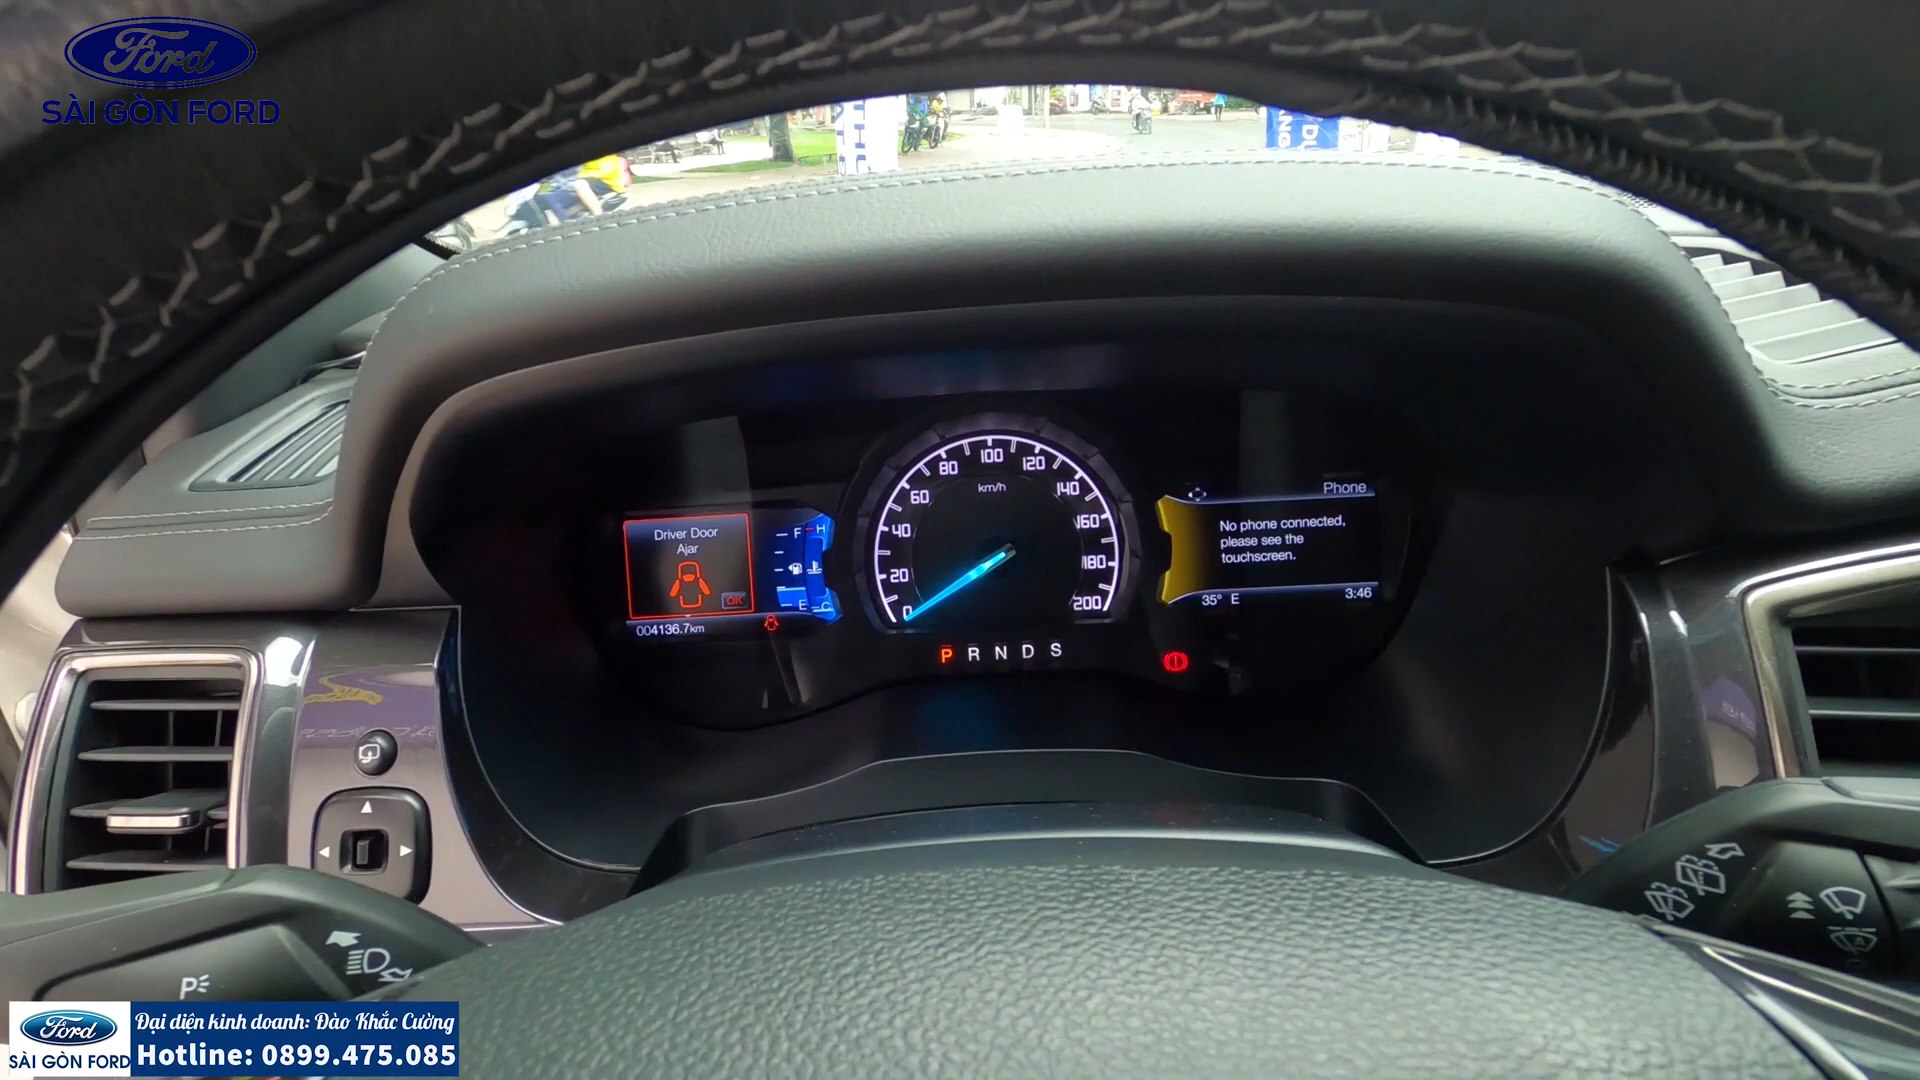 Ford
SÀI GÒN FORD
Driver Door
Ajar
OK
004136.7km
F
H
E
C
0
20
40
60
80
100
120
140
160
180
200
km/h
P R N D S
Phone
No phone connected,
please see the
touchscreen.
35° E
3:46
P
Ford
SÀI GÒN FORD
Đại diện kinh doanh: Đào Khắc Cường
Hotline: 0899.475.085